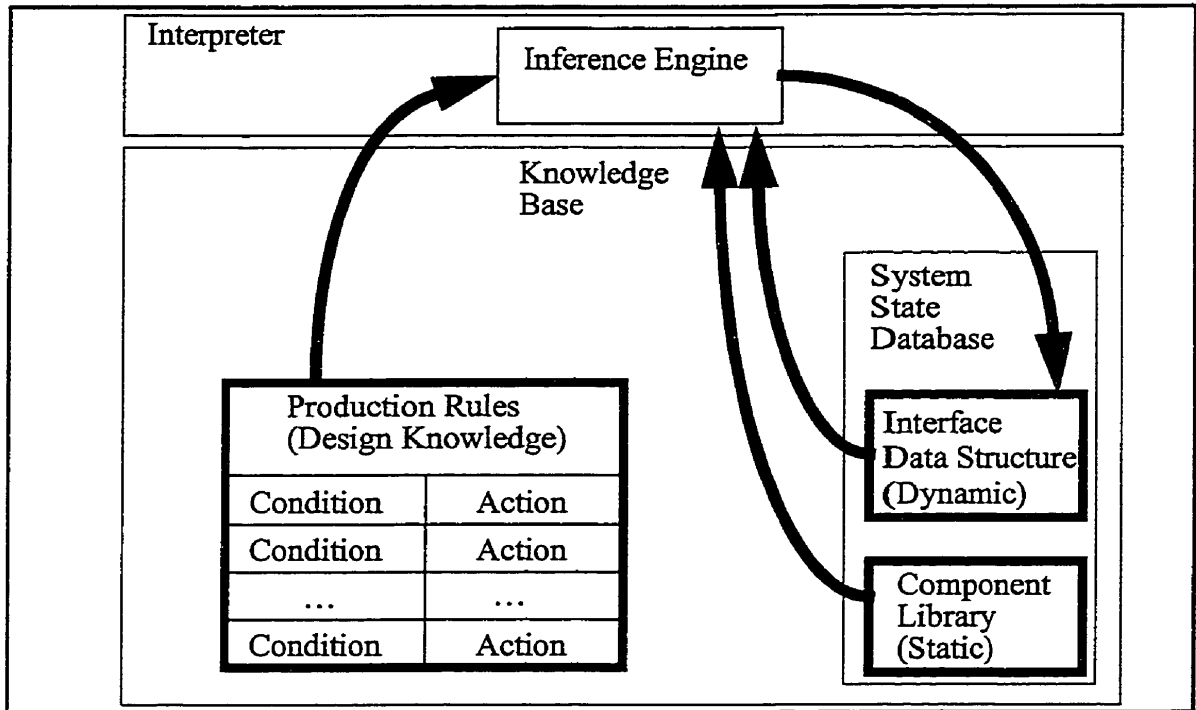 Interpreter
Inference Engine
Knowledge
Base
System
State
Database
Production Rules
(Design Knowledge)
Condition Action
Condition Action
... ...
Condition Action
Interface
Data Structure
(Dynamic)
Component
Library
(Static)